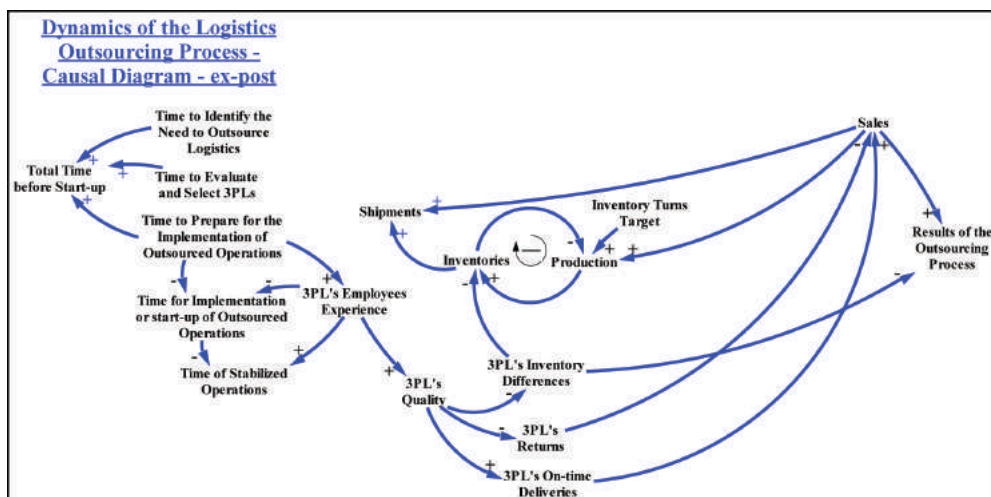 Dynamics of the Logistics
Outsourcing Process -
Causal Diagram - ex-post
Time to Identify the
Need to Outsource
Logistics
Total Time
before Start-up
+
+
+
Time to Evaluate
and Select 3PLs
Time to Prepare for the
Implementation of
Outsourced Operations
-
-
+
Time for Implementation
or start-up of Outsourced
Operations
3PL's Employees
Experience
-
+
Time of Stabilized
Operations
+
3PL's
Quality
Shipments
+
+
Inventories
-
+
-
Production
-
+
+
Inventory Turns
Target
Sales
-
+
+
Results of the
Outsourcing
Process
-
3PL's Inventory
Differences
-
-
3PL's
Returns
+
3PL's On-time
Deliveries